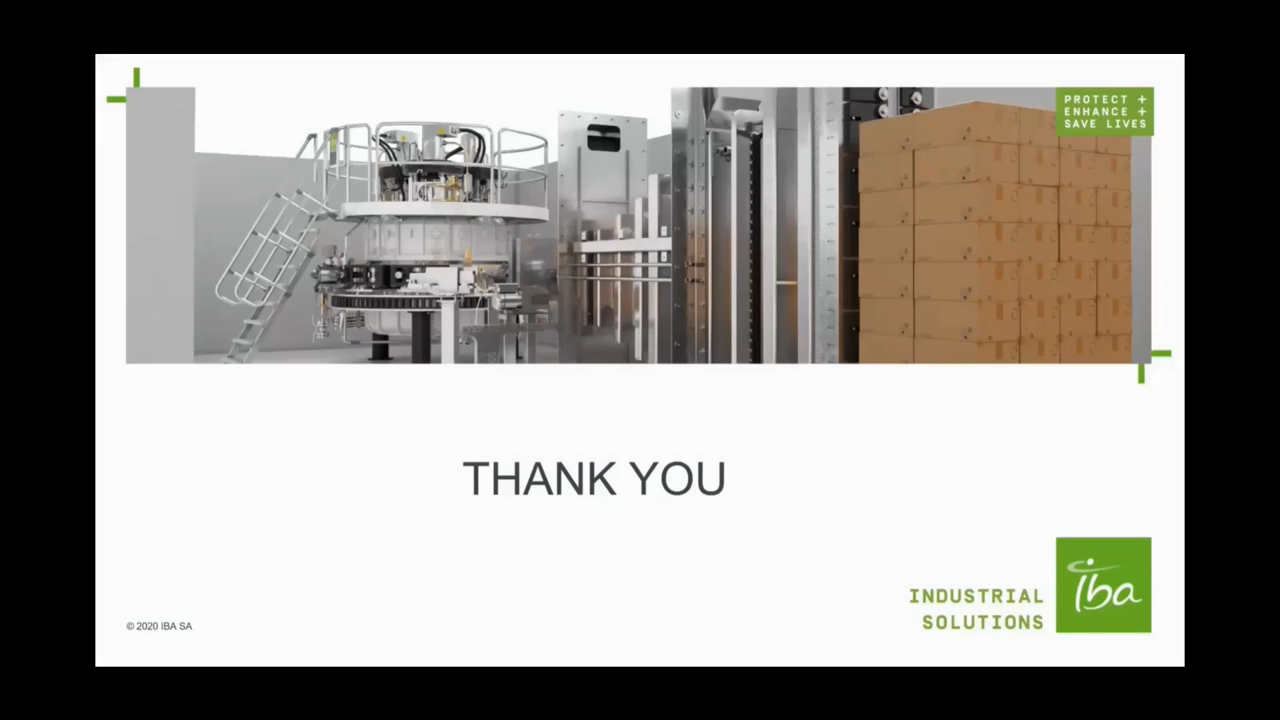 PROTECT +
ENHANCE +
SAVE LIVES
THANK YOU
INDUSTRIAL
SOLUTIONS
iba
© 2020 IBA SA